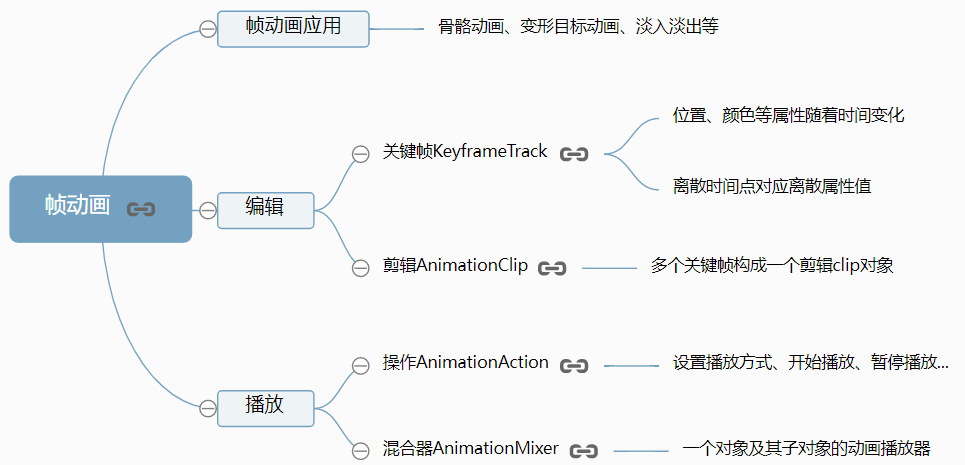 帧动画
帧动画应用
骨骼动画、变形目标动画、淡入淡出等
编辑
关键帧KeyframeTrack
位置、颜色等属性随着时间变化
离散时间点对应离散属性值
剪辑AnimationClip
多个关键帧构成一个剪辑clip对象
播放
操作AnimationAction
设置播放方式、开始播放、暂停播放...
混合器AnimationMixer
一个对象及其子对象的动画播放器